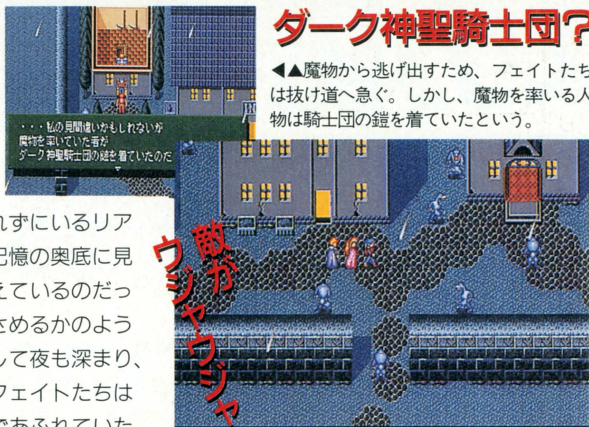 ダーク神聖騎士団?
◀▲魔物から逃げ出すため、フェイトたち
は抜け道へ急ぐ。しかし、魔物を率いる人
物は騎士団の鎧を着ていたという。
・・・私の見間違いかもしれないが
魔物を率いていた者が
ダーク神聖騎士団の鎧を着ていたのだ
れずにいるリア
記憶の奥底に見
えているのだっ
さめるかのよう
して夜も深まり、
フェイトたちは
であふれていた
敵が
ウジャウジャ